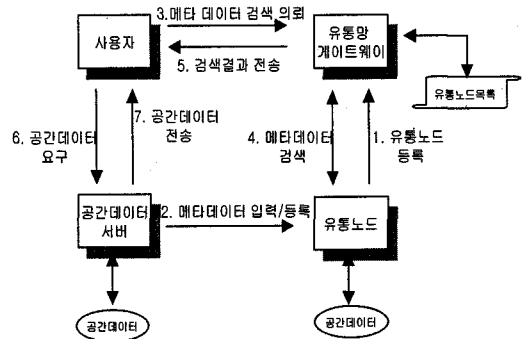 3.메타 데이터 검색 의뢰
사용자
유통망
게이트웨이
5. 검색결과 전송
유통노드목록
6. 공간데이터
요구
7. 공간데이터
전송
4. 메타데이터
검색
1. 유통노드
등록
공간데이터
서버
2. 메타데이터 입력/등록
유통노드
공간데이터
공간데이터